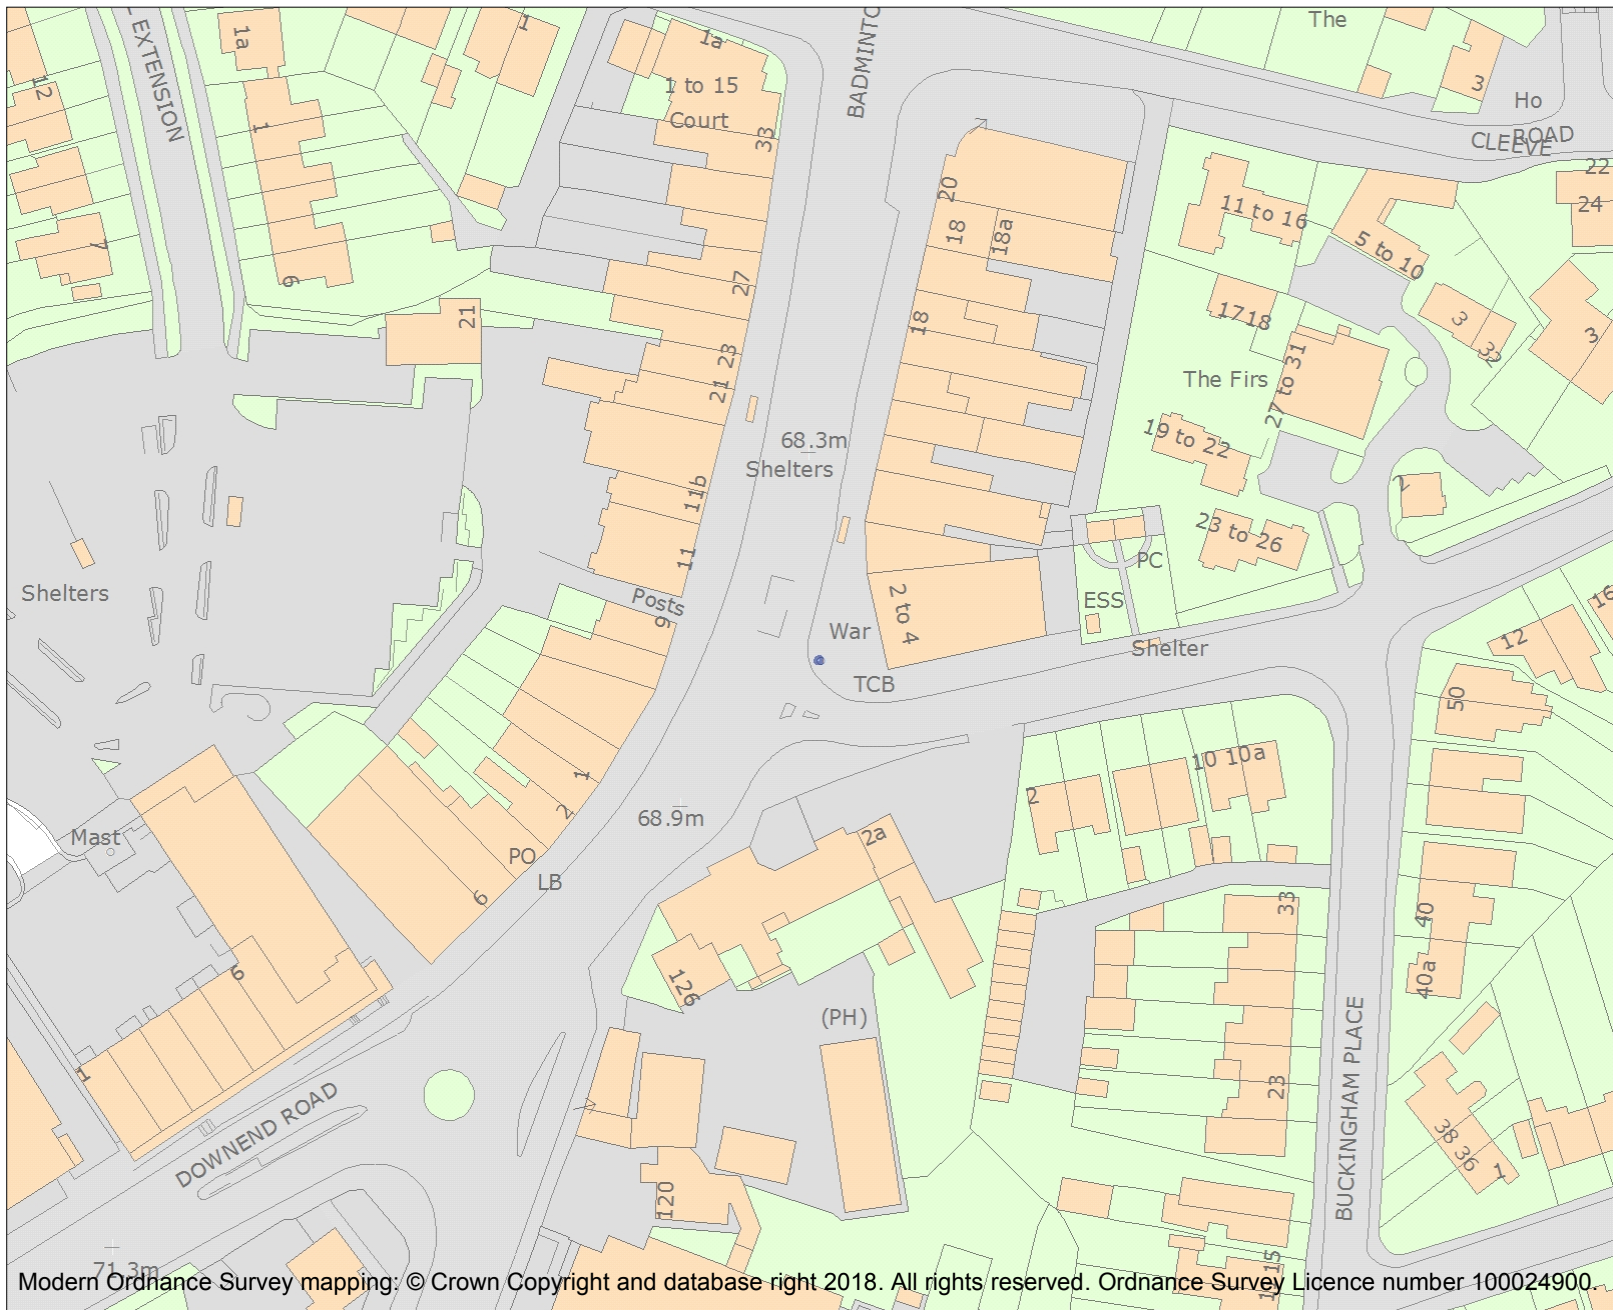 EXTENSION
1a
1
1a
1 to 15
Court
33
BADMINTO
The
3
Ho
ROAD
CLEEVE
22
24
12
1
7
6
21
27
23
21
11b
11
20
18
18a
18
11 to 16
5 to 10
17 18
3
32
3
The Firs
27 to 31
19 to 22
2
23 to 26
68.3m
Shelters
Shelters
Posts
9
War
2 to 4
TCB
PC
ESS
Shelter
12
16
50
10 10a
2
1
2
PO
LB
6
68.9m
2a
Mast
6
126
(PH)
33
40
40a
23
BUCKINGHAM PLACE
1
DOWNEND ROAD
120
38 36
1
15
71.3m
Modern Ordnance Survey mapping: © Crown Copyright and database right 2018. All rights reserved. Ordnance Survey Licence number 100024900.